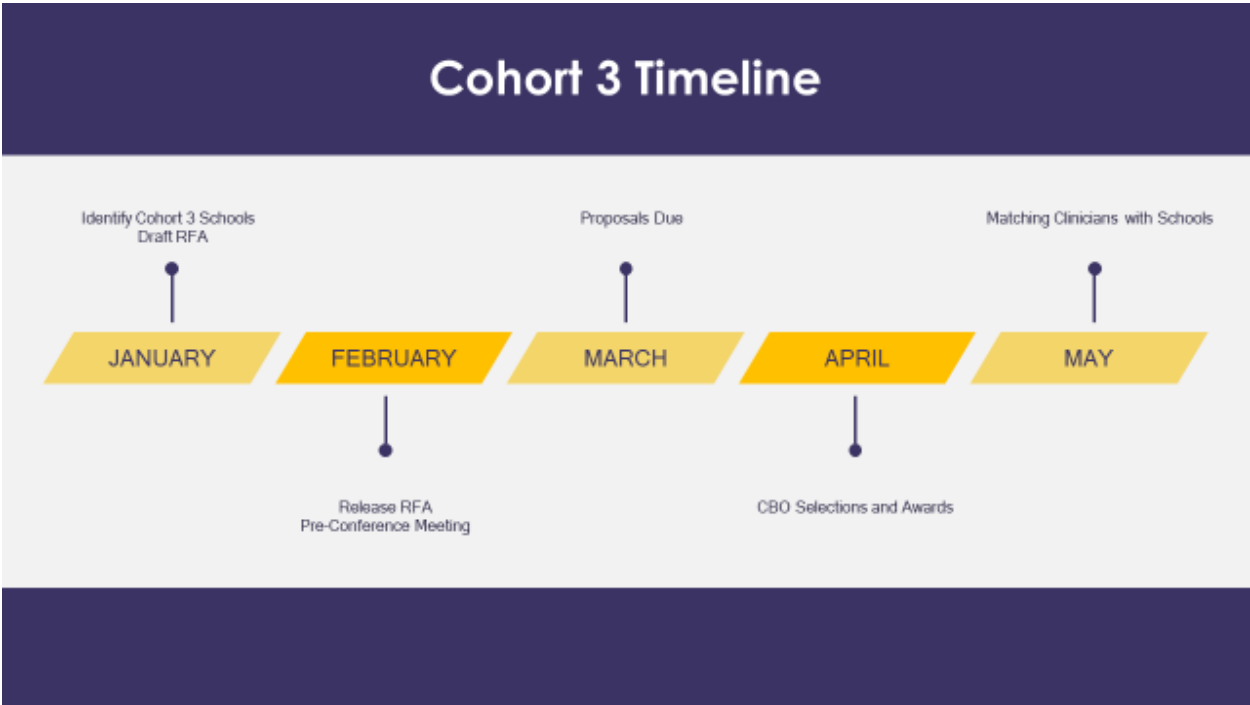 Cohort 3 Timeline
Identify Cohort 3 Schools
Draft RFA
Proposals Due
Matching Clinicians with Schools
JANUARY
FEBRUARY
MARCH
APRIL
MAY
Release RFA
Pre-Conference Meeting
CBO Selections and Awards